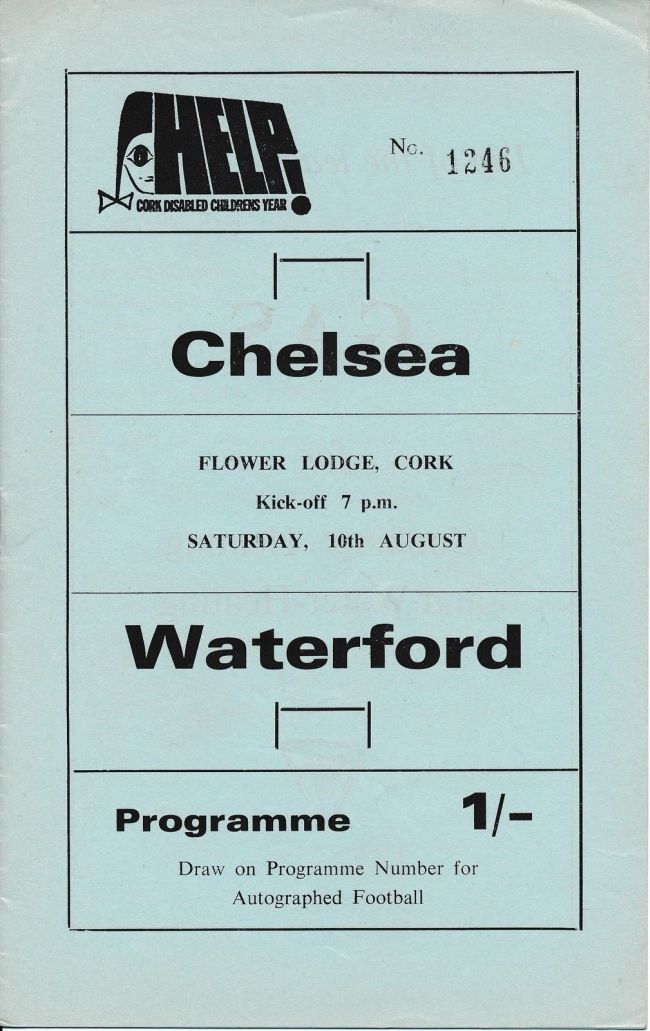 HELP!
CORK DISABLED CHILDRENS YEAR
No. 1246
Chelsea
FLOWER LODGE, CORK
Kick-off 7 p.m.
SATURDAY, 10th AUGUST
Waterford
Programme 1/-
Draw on Programme Number for
Autographed Football